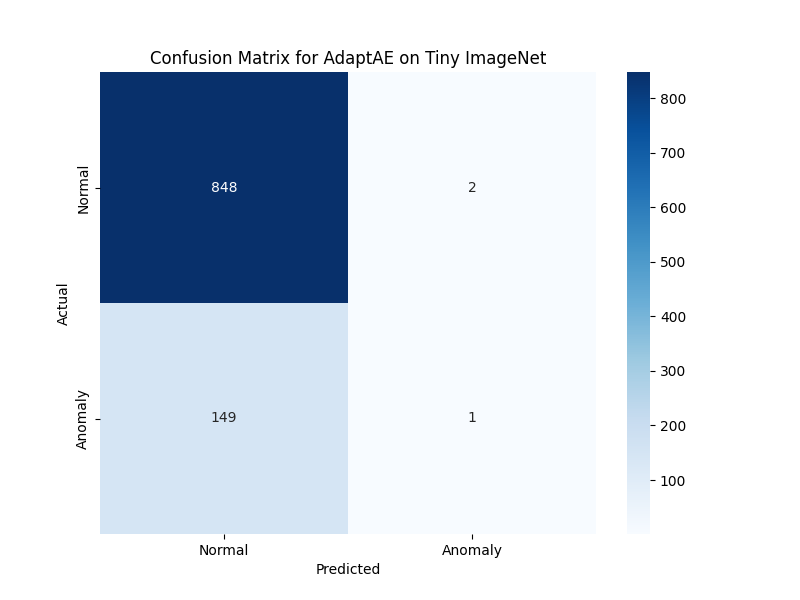 Confusion Matrix for AdaptAE on Tiny ImageNet
Actual
Normal
Anomaly
848
2
149
1
Normal
Anomaly
Predicted
800
700
600
500
400
300
200
100